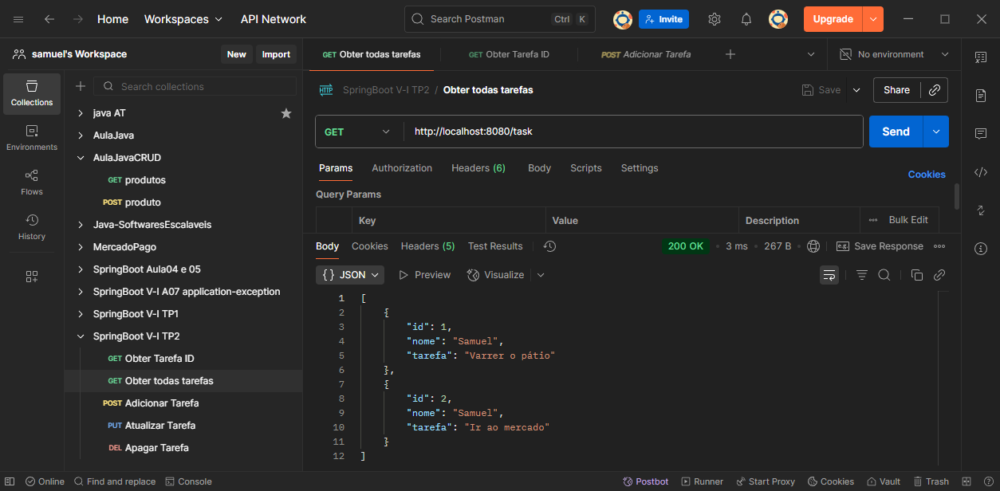 Home Workspaces API Network Search Postman Ctrl K Invite Upgrade
samuel's Workspace New Import GET Obter todas tarefas GET Obter Tarefa ID POST Adicionar Tarefa No environment
Collections
Environments
Flows
History
Search collections
java AT
AulaJava
AulaJavaCRUD
GET produtos
POST produto
Java-SoftwaresEscalaveis
MercadoPago
SpringBoot Aula04 e 05
SpringBoot V-I A07 application-exception
SpringBoot V-I TP1
SpringBoot V-I TP2
GET Obter Tarefa ID
GET Obter todas tarefas
POST Adicionar Tarefa
PUT Atualizar Tarefa
DEL Apagar Tarefa
HTTP SpringBoot V-I TP2 / Obter todas tarefas Save Share
GET http://localhost:8080/task Send
Params Authorization Headers (6) Body Scripts Settings Cookies
Query Params
Key Value Description Bulk Edit
Body Cookies Headers (5) Test Results 200 OK • 3 ms • 267 B • e.g. Save Response
{} JSON Preview Visualize
1 [
2 {
3 "id": 1,
4 "nome": "Samuel",
5 "tarefa": "Varrer o pátio"
6 },
7 {
8 "id": 2,
9 "nome": "Samuel",
10 "tarefa": "Ir ao mercado"
11 }
12 ]
Online Find and replace Console Postbot Runner Start Proxy Cookies Vault Trash